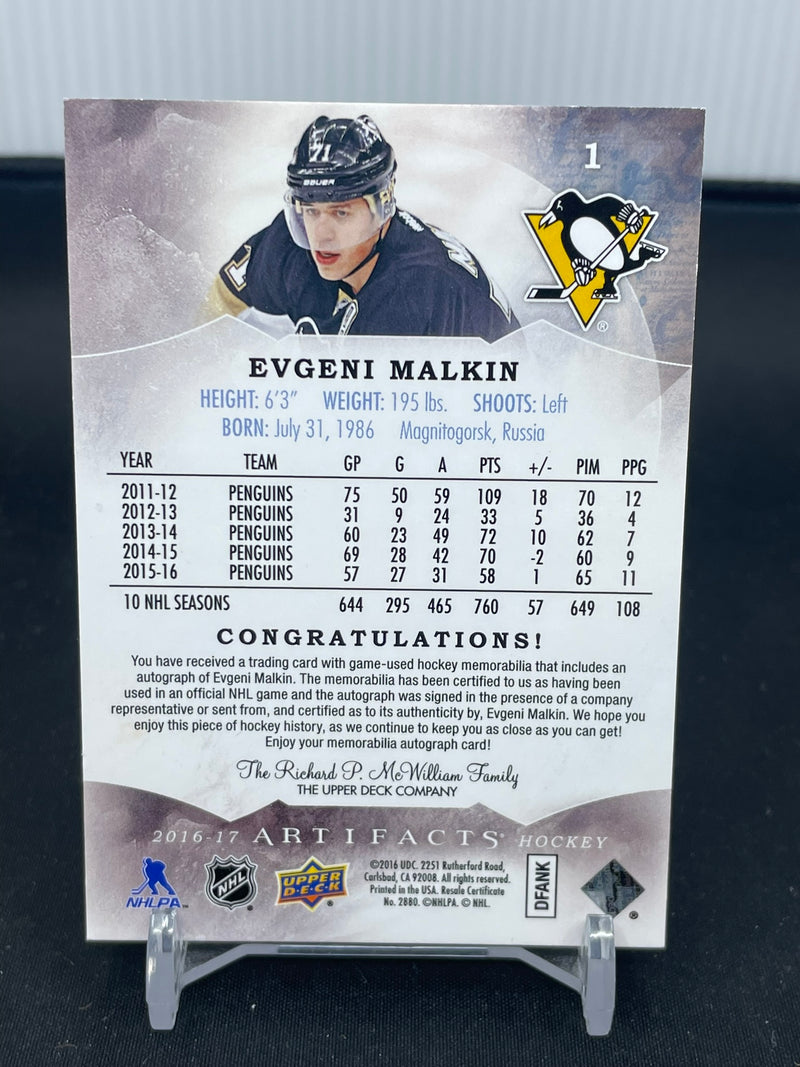 1
71
BAUER
1
®
EVGENI MALKIN
HEIGHT: 6'3" WEIGHT: 195 lbs. SHOOTS: Left
BORN: July 31, 1986 Magnitogorsk, Russia
YEAR TEAM GP G A PTS +/- PIM PPG
2011-12 PENGUINS 75 50 59 109 18 70 12
2012-13 PENGUINS 31 9 24 33 5 36 4
2013-14 PENGUINS 60 23 49 72 10 62 7
2014-15 PENGUINS 69 28 42 70 -2 60 9
2015-16 PENGUINS 57 27 31 58 1 65 11
10 NHL SEASONS 644 295 465 760 57 649 108
CONGRATULATIONS!
You have received a trading card with game-used hockey memorabilia that includes an
autograph of Evgeni Malkin. The memorabilia has been certified to us as having been
used in an official NHL game and the autograph was signed in the presence of a company
representative or sent from, and certified as to its authenticity by, Evgeni Malkin. We hope you
enjoy this piece of hockey history, as we continue to keep you as close as you can get!
Enjoy your memorabilia autograph card!
The Richard P. McWilliam Family
THE UPPER DECK COMPANY
2016-17 ARTIFACTS® HOCKEY
NHLPA™
NHL ®
UPPER
D·E·C·K ®
©2016 UDC. 2251 Rutherford Road,
Carlsbad, CA 92008. All rights reserved.
Printed in the USA. Resale Certificate
No. 2880. ©NHLPA. © NHL.
DFANK
®